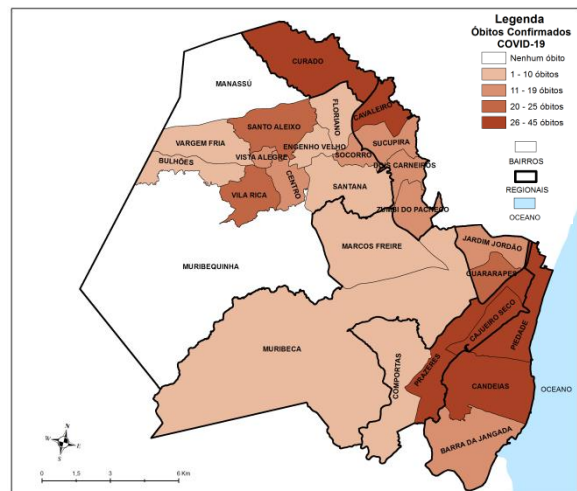 Legenda
Óbitos Confirmados
COVID-19
Nenhum óbito
1 - 10 óbitos
11 - 19 óbitos
20 - 25 óbitos
26 - 45 óbitos
BAIRROS
REGIONAIS
OCEANO
CURADO
MANASSÚ
CAVALEIRO
FLORIANO
SANTO ALEIXO
VARGEM FRIA
ENGENHO VELHO
SUCUPIRA
BULHÕES
VISTA ALEGRE
SOCORRO
DOIS CARNEIROS
CENTRO
VILA RICA
SANTANA
ZUMBI DO PACHECO
MARCOS FREIRE
JARDIM JORDÃO
MURIBEQUINHA
GUARARAPES
CAJUEIRO SECO
PIEDADE
MURIBECA
COMPORTAS
PRAZERES
CANDEIAS
OCEANO
BARRA DA JANGADA
N
W
E
S
0 1,5 3 6 Km